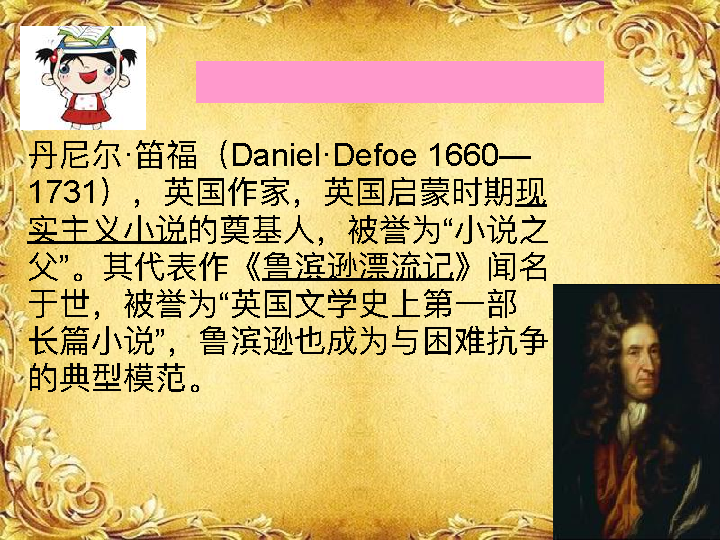 丹尼尔·笛福（Daniel·Defoe 1660—
1731），英国作家，英国启蒙时期现
实主义小说的奠基人，被誉为“小说之
父”。其代表作《鲁滨逊漂流记》闻名
于世，被誉为“英国文学史上第一部
长篇小说”，鲁滨逊也成为与困难抗争
的典型模范。